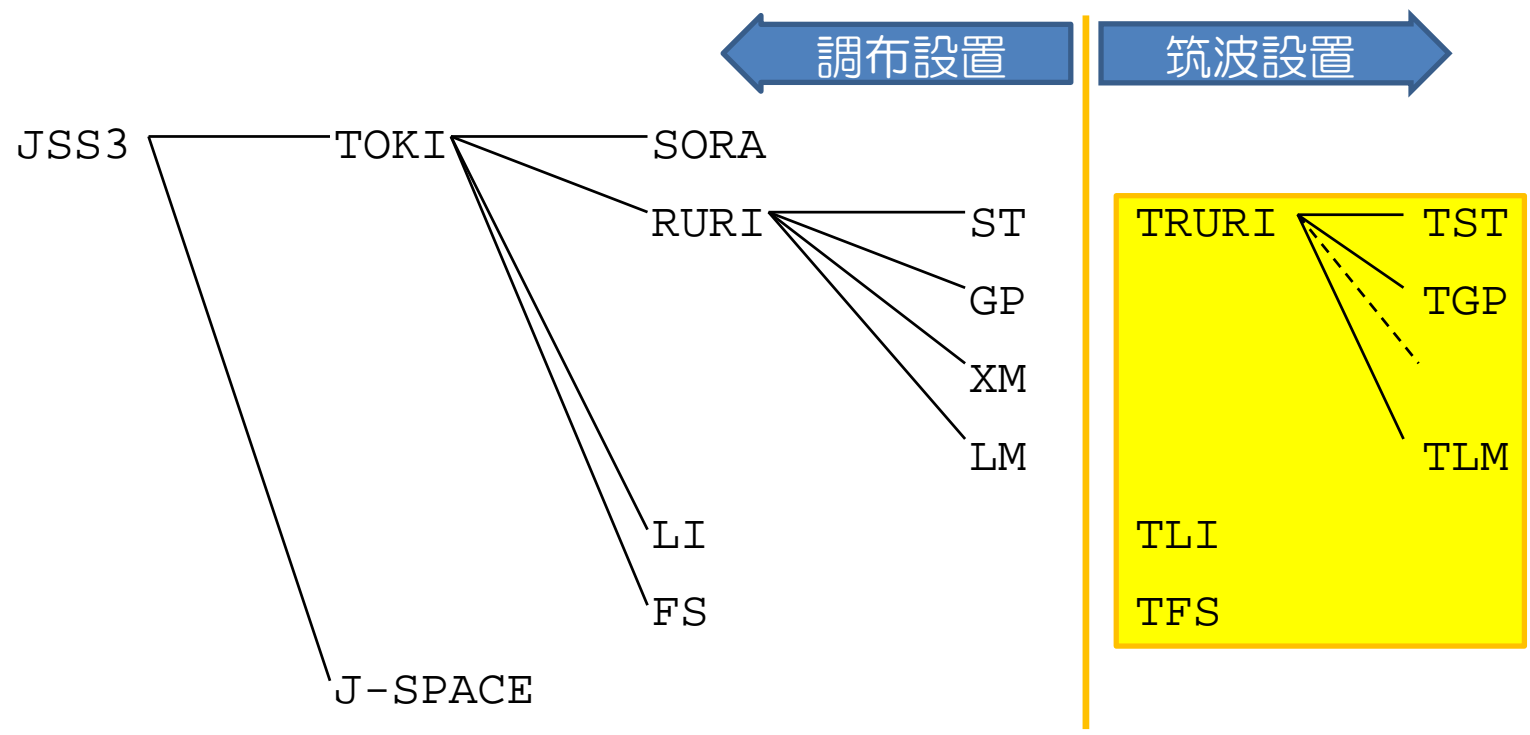 調布設置 筑波設置
JSS3 TOKI SORA
RURI ST TRURI TST
GP TGP
XM
LM TLM
LI TLI
FS TFS
J-SPACE